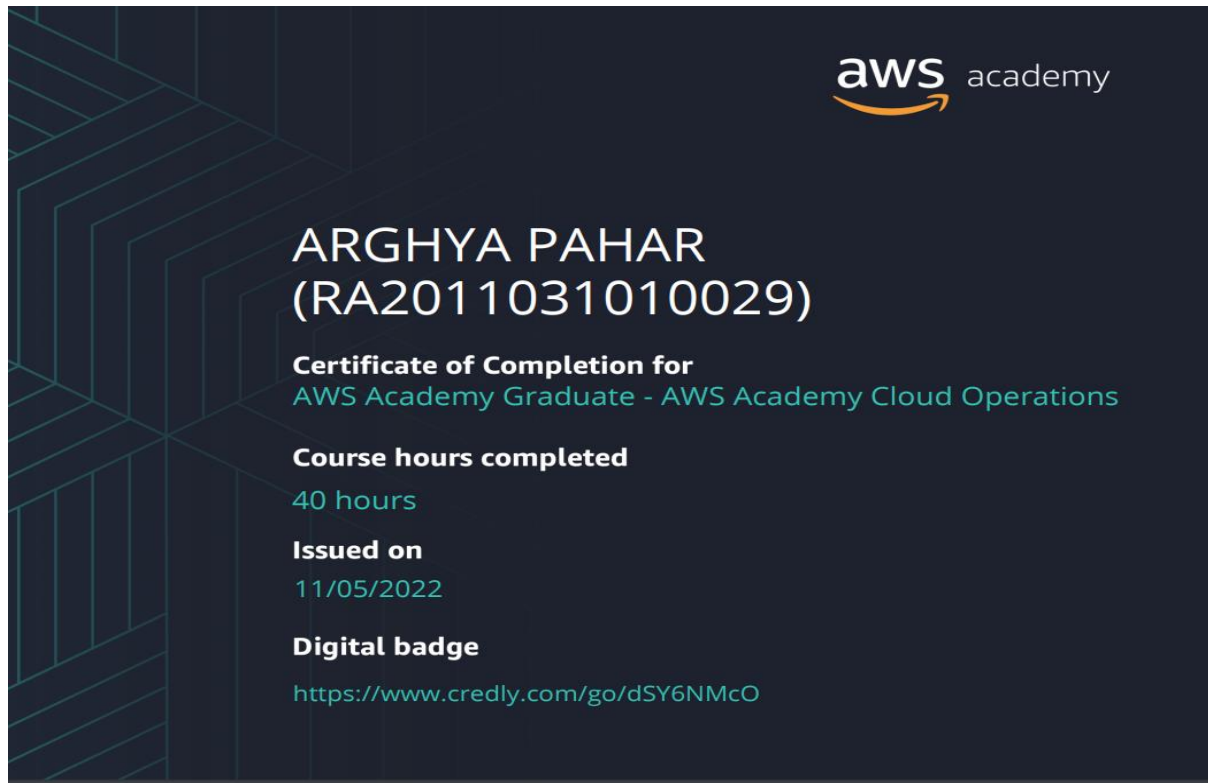 aws academy
ARGHYA PAHAR
(RA2011031010029)
Certificate of Completion for
AWS Academy Graduate - AWS Academy Cloud Operations
Course hours completed
40 hours
Issued on
11/05/2022
Digital badge
https://www.credly.com/go/dSY6NMcO